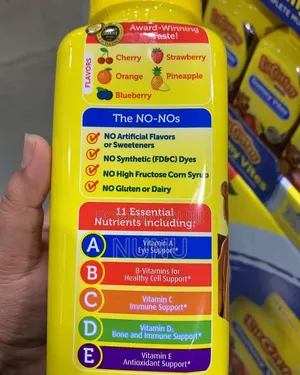 Award-Winning
Taste!
FLAVORS
Cherry
Strawberry
Orange
Pineapple
Blueberry
The NO-NOs
NO Artificial Flavors
or Sweeteners
NO Synthetic (FD&C) Dyes
NO High Fructose Corn Syrup
NO Gluten or Dairy
11 Essential
Nutrients including:
A
Vitamin A
Eye Support*
B
B-Vitamins for
Healthy Cell Support*
C
Vitamin C
Immune Support*
D
Vitamin D₃
Bone and Immune Support*
E
Vitamin E
Antioxidant Support*